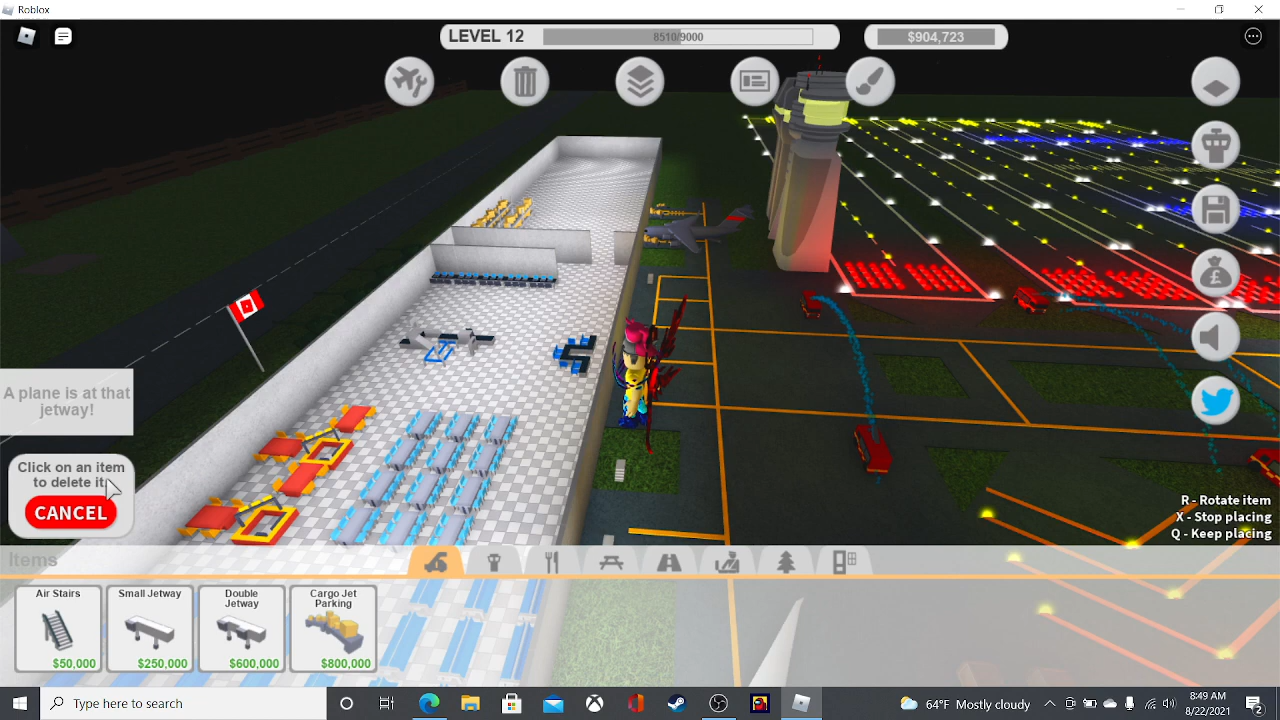 Roblox
LEVEL 12
8510/9000
$904,723
A plane is at that
jetway!
Click on an item
to delete it.
CANCEL
R - Rotate item
X - Stop placing
Q - Keep placing
Items
Air Stairs
$50,000
Small Jetway
$250,000
Double
Jetway
$600,000
Cargo Jet
Parking
$800,000
Type here to search
64°F Mostly cloudy
8:49 AM
8/22/2021
2